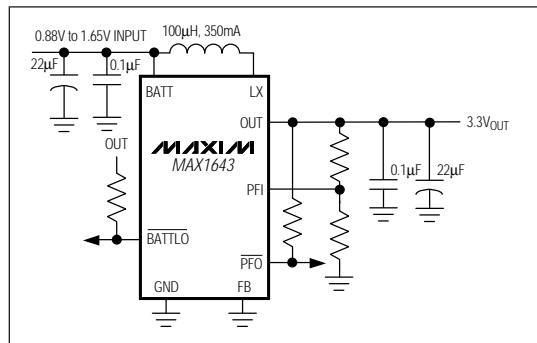 0.88V to 1.65V INPUT
100µH, 350mA
22µF
0.1µF
BATT
LX
OUT
3.3VOUT
OUT
MAXIM
MAX1643
0.1µF
22µF
PFI
BATTLO
PFO
GND
FB